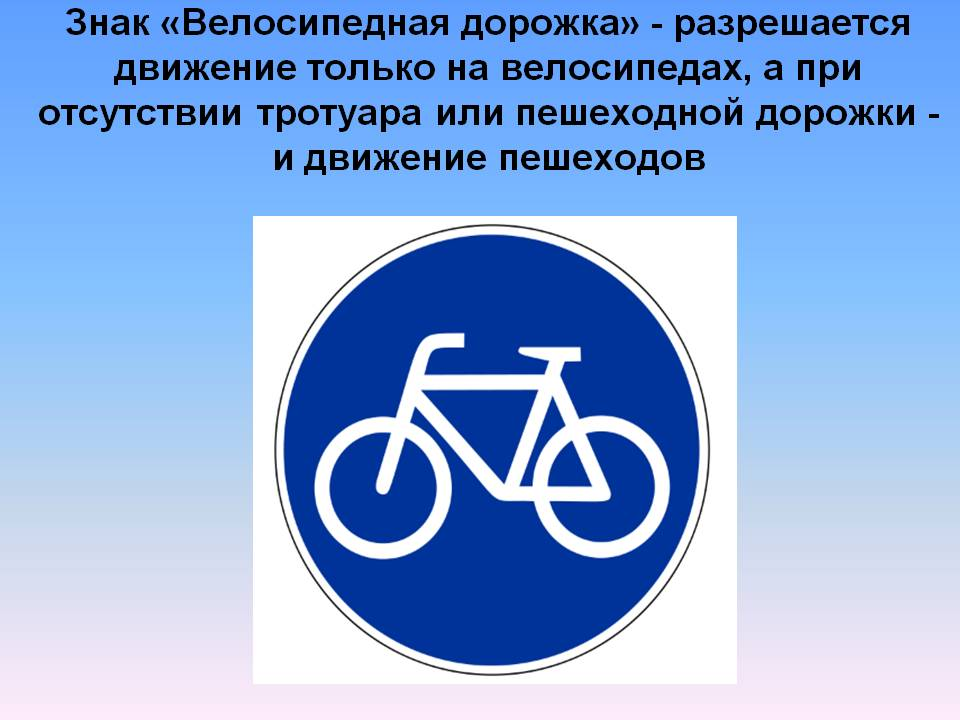 Знак «Велосипедная дорожка» - разрешается
движение только на велосипедах, а при
отсутствии тротуара или пешеходной дорожки -
и движение пешеходов